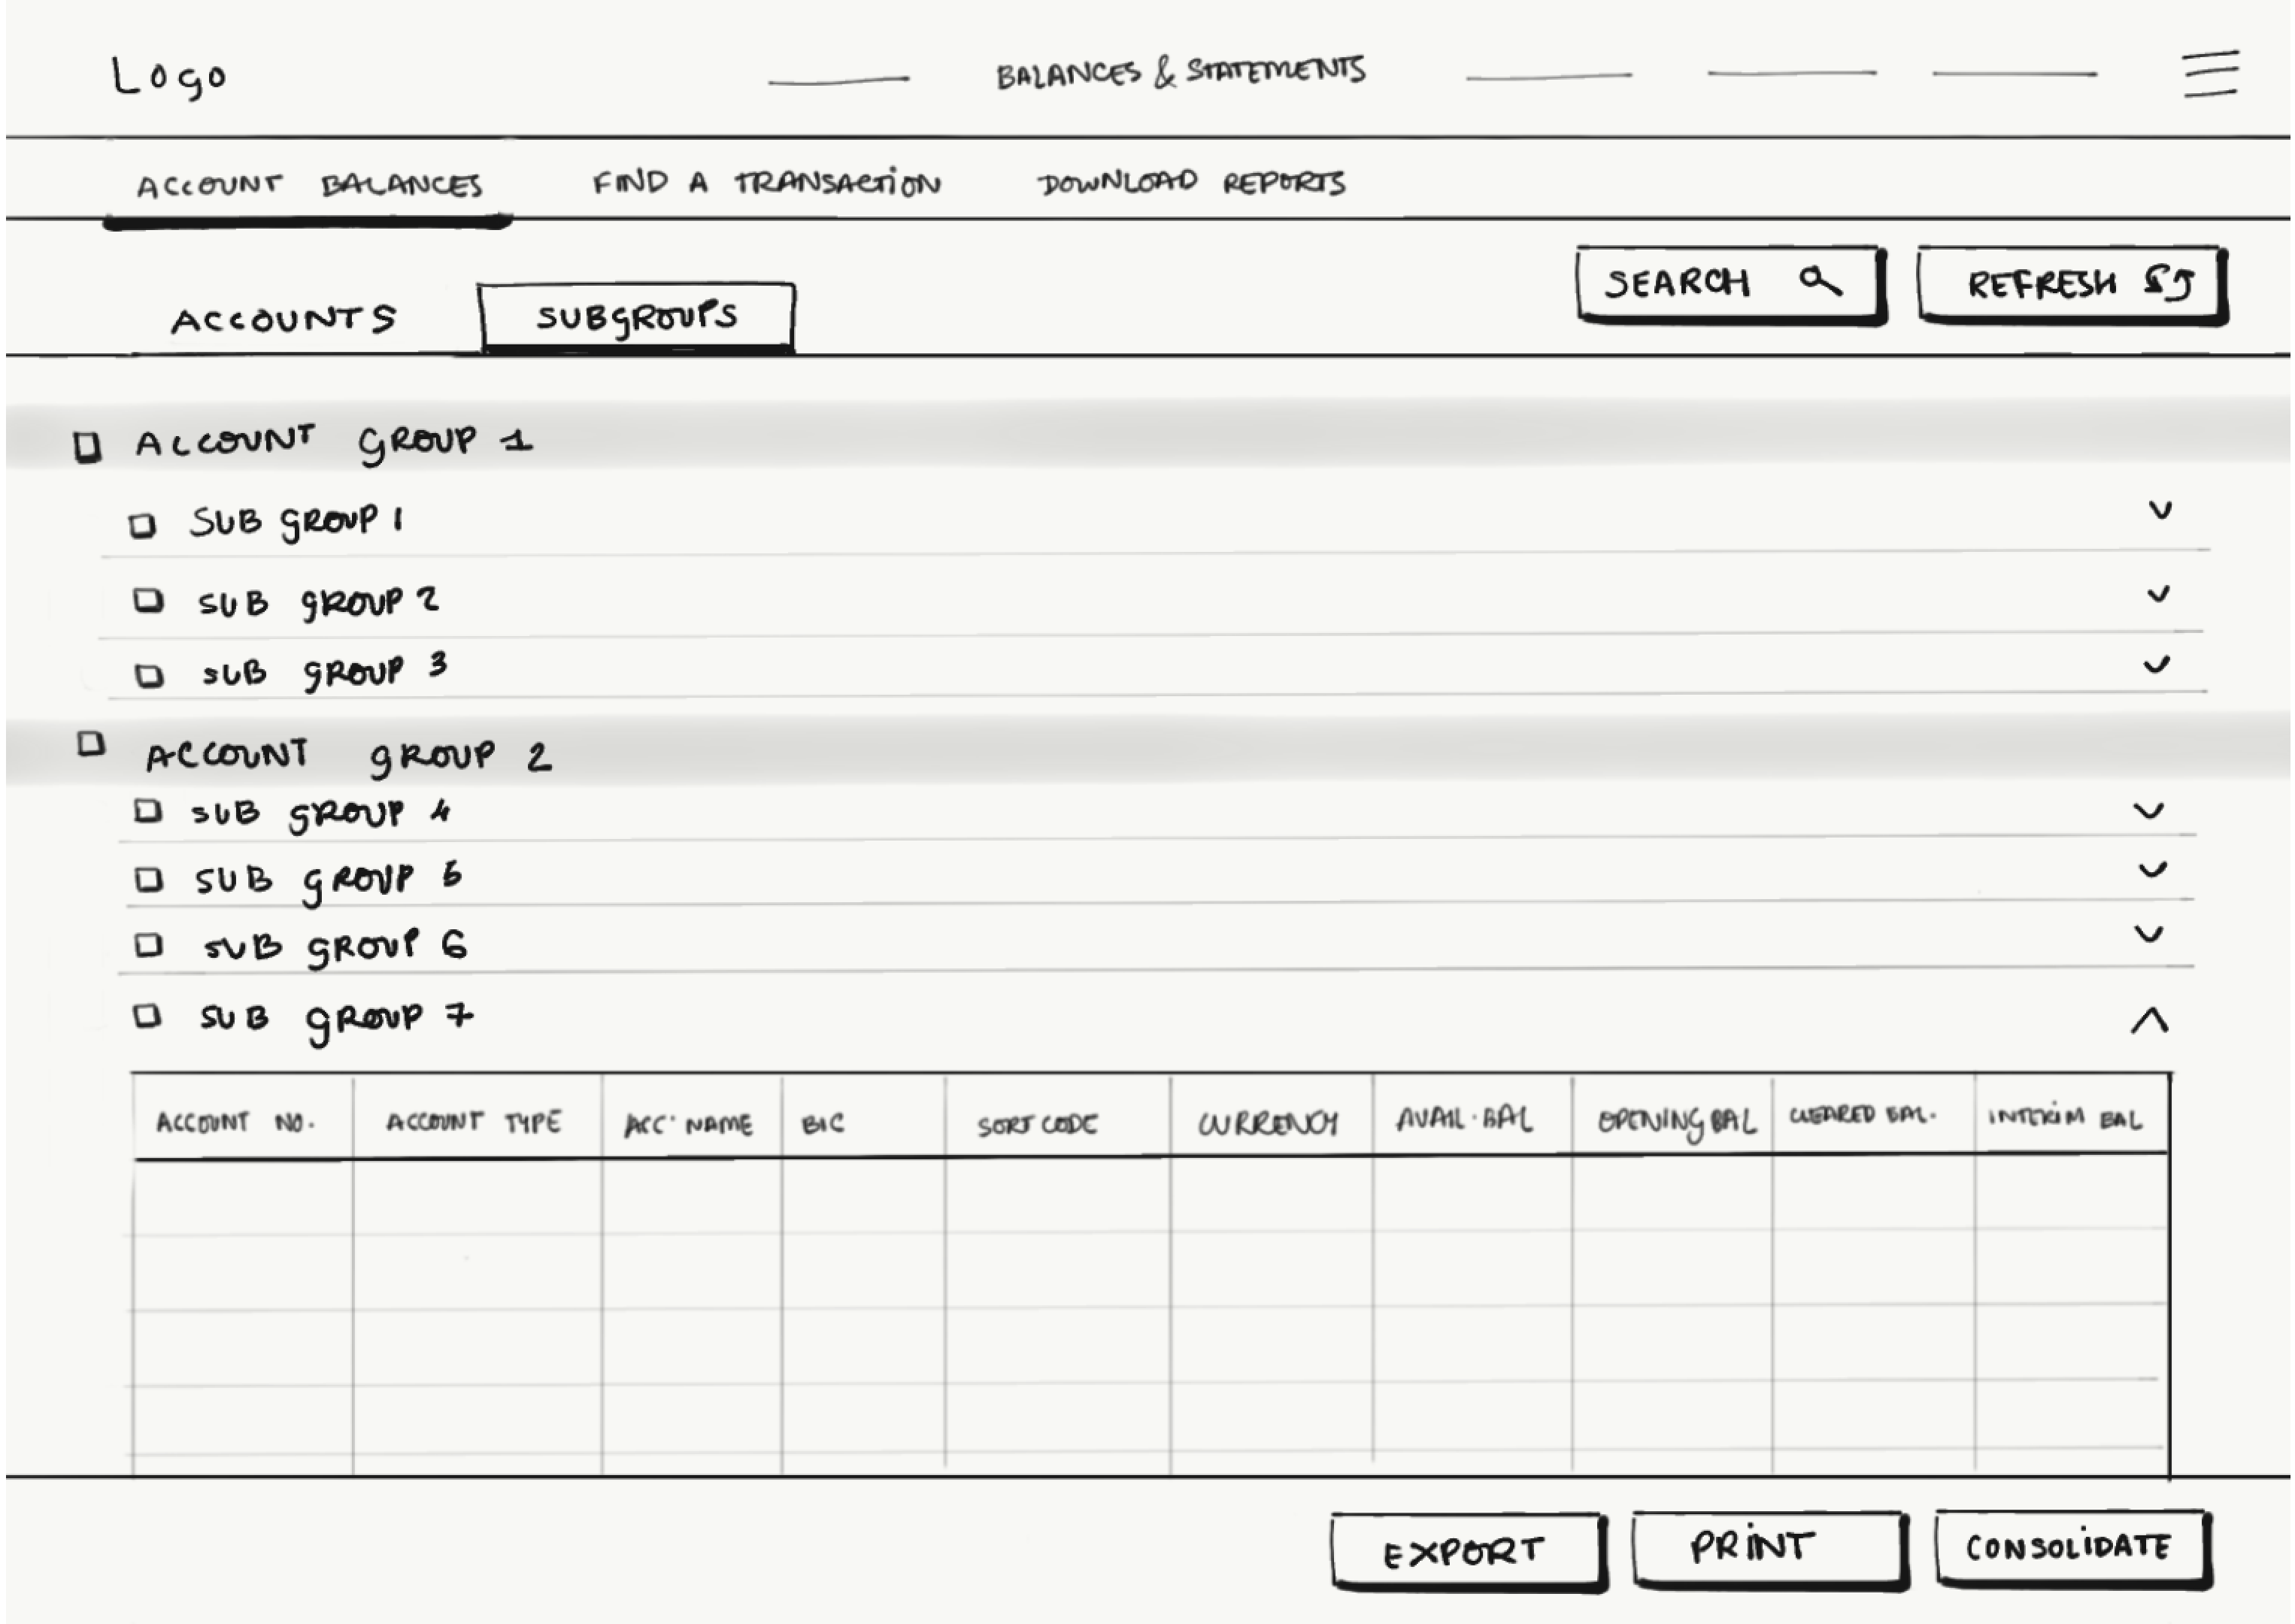 Logo BALANCES & STATEMENTS
ACCOUNT BALANCES FIND A TRANSACTION DOWNLOAD REPORTS
SEARCH REFRESH
ACCOUNTS SUBGROUPS
ACCOUNT GROUP 1
SUB GROUP 1
SUB GROUP 2
SUB GROUP 3
ACCOUNT GROUP 2
SUB GROUP 4
SUB GROUP 5
SUB GROUP 6
SUB GROUP 7
ACCOUNT NO. ACCOUNT TYPE ACC' NAME BIC SORT CODE CURRENCY AVAIL. BAL OPENING BAL CLEARED BAL. INTERIM BAL
EXPORT PRINT CONSOLIDATE